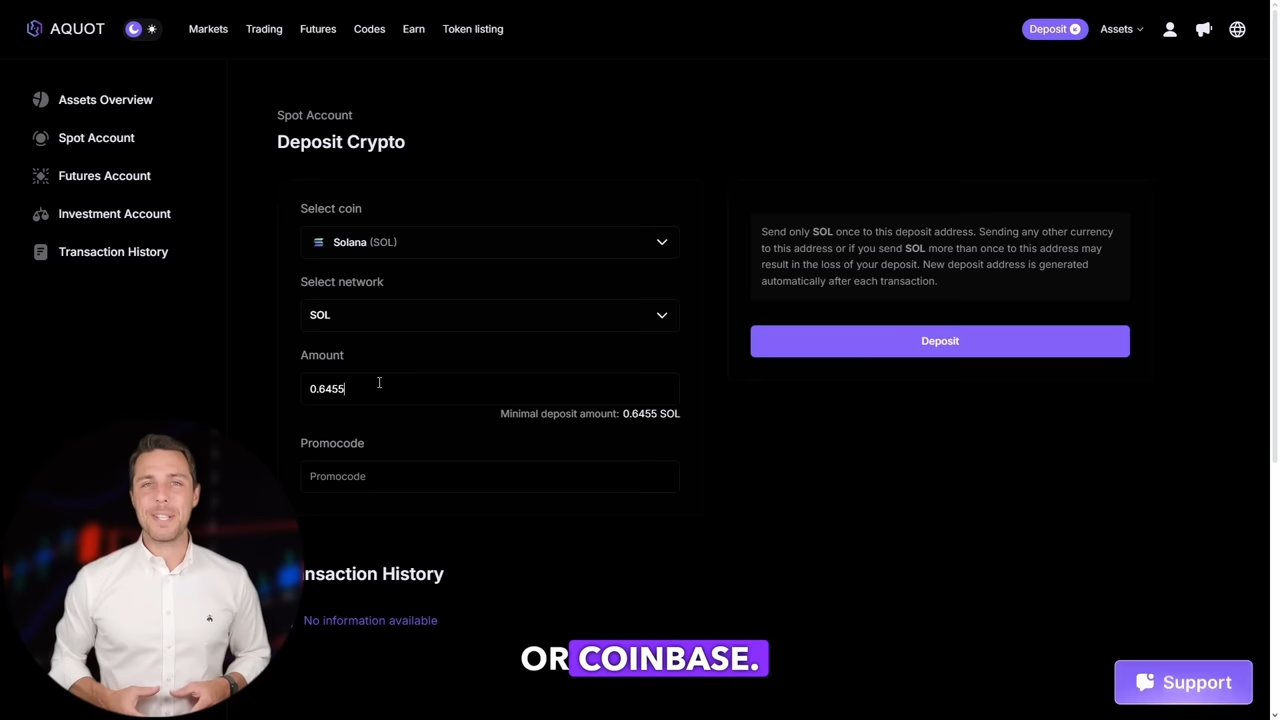 AQUOT
Markets
Trading
Futures
Codes
Earn
Token listing
Deposit
Assets
Assets Overview
Spot Account
Futures Account
Investment Account
Transaction History
Spot Account
Deposit Crypto
Select coin
Solana (SOL)
Select network
SOL
Amount
0.6455
Minimal deposit amount: 0.6455 SOL
Promocode
Promocode
Send only SOL once to this deposit address. Sending any other currency
to this address or if you send SOL more than once to this address may
result in the loss of your deposit. New deposit address is generated
automatically after each transaction.
Deposit
nsaction History
No information available
OR COINBASE.
Support